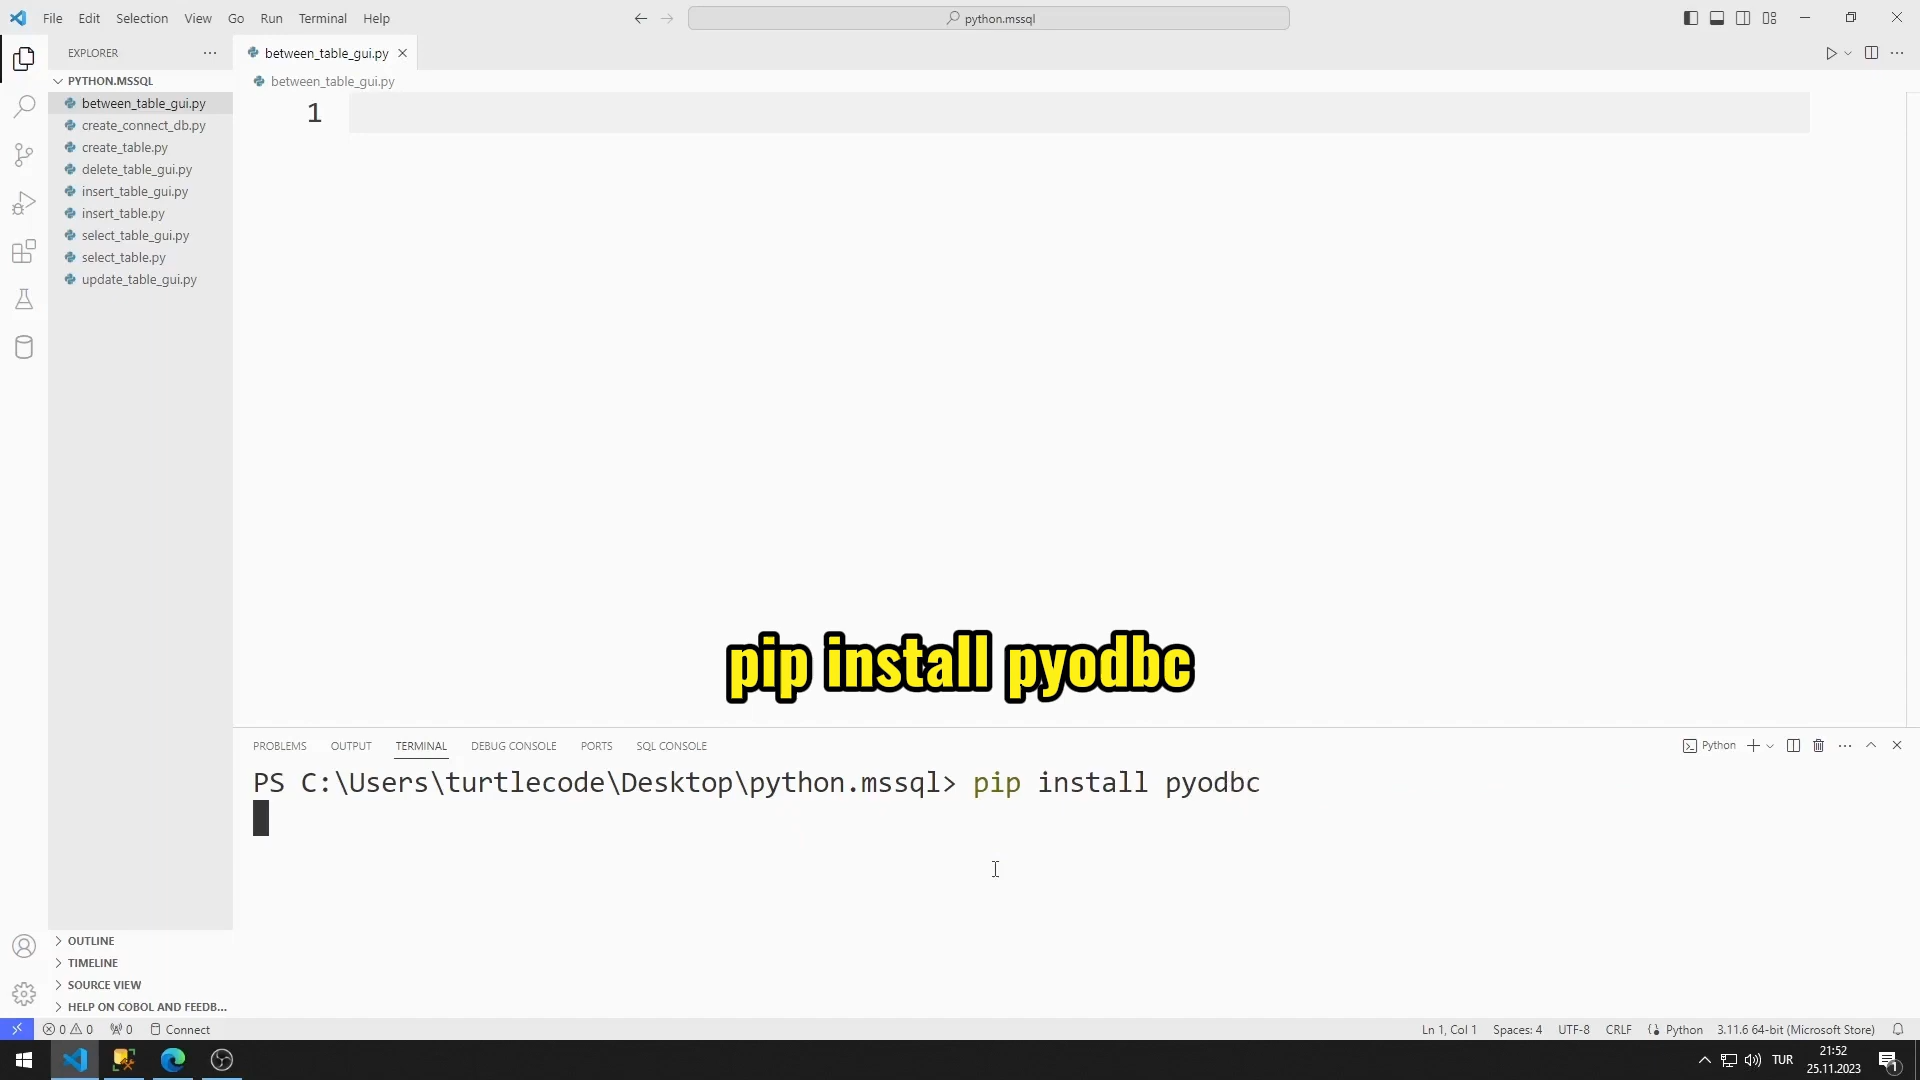 File Edit Selection View Go Run Terminal Help
python.mssql
EXPLORER
between_table_gui.py
PYTHON.MSSQL
between_table_gui.py
between_table_gui.py
create_connect_db.py
create_table.py
delete_table_gui.py
insert_table_gui.py
insert_table.py
select_table_gui.py
select_table.py
update_table_gui.py
1
pip install pyodbc
PROBLEMS OUTPUT TERMINAL DEBUG CONSOLE PORTS SQL CONSOLE
Python
PS C:\Users\turtlecode\Desktop\python.mssql> pip install pyodbc
OUTLINE
TIMELINE
SOURCE VIEW
HELP ON COBOL AND FEEDB...
0 0 0 Connect
Ln 1, Col 1 Spaces: 4 UTF-8 CRLF Python 3.11.6 64-bit (Microsoft Store)
TUR
21:52
25.11.2023
1